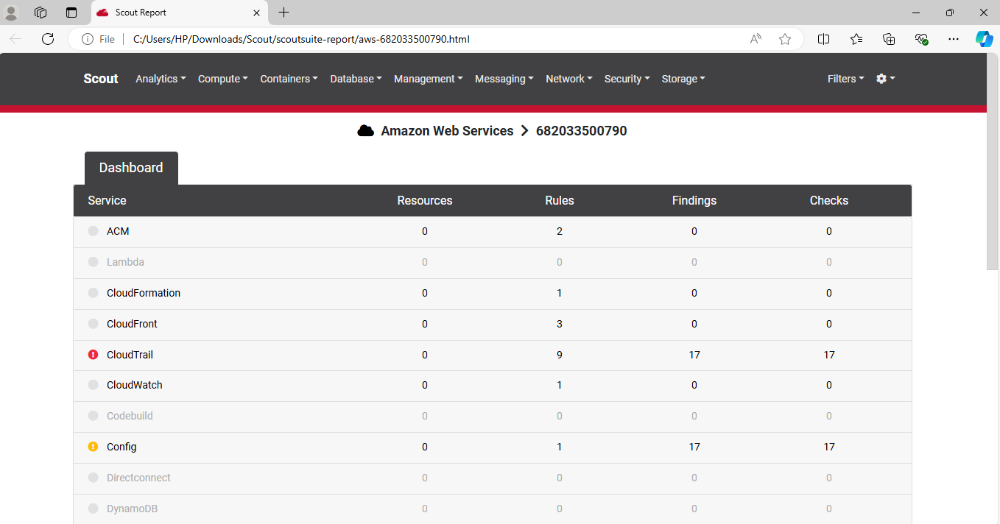 Scout Report
File C:/Users/HP/Downloads/Scout/scoutsuite-report/aws-682033500790.html
Scout Analytics Compute Containers Database Management Messaging Network Security Storage Filters
Amazon Web Services 682033500790
Dashboard
Service Resources Rules Findings Checks
ACM 0 2 0 0
Lambda 0 0 0 0
CloudFormation 0 1 0 0
CloudFront 0 3 0 0
CloudTrail 0 9 17 17
CloudWatch 0 1 0 0
Codebuild 0 0 0 0
Config 0 1 17 17
Directconnect 0 0 0 0
DynamoDB 0 0 0 0